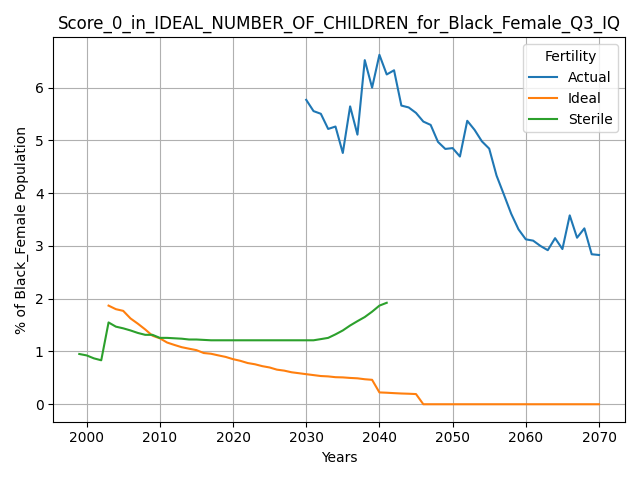 Score_0_in_IDEAL_NUMBER_OF_CHILDREN_for_Black_Female_Q3_IQ
Fertility
Actual
Ideal
Sterile
% of Black_Female Population
6
5
4
3
2
1
0
2000 2010 2020 2030 2040 2050 2060 2070
Years